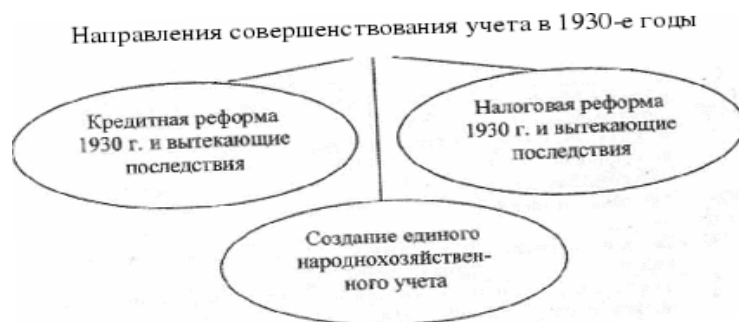 Направления совершенствования учета в 1930-е годы
Кредитная реформа
1930 г. и вытекающие
последствия
Налоговая реформа
1930 г. и вытекающие
последствия
Создание единого
народнохозяйствен-
ного учета